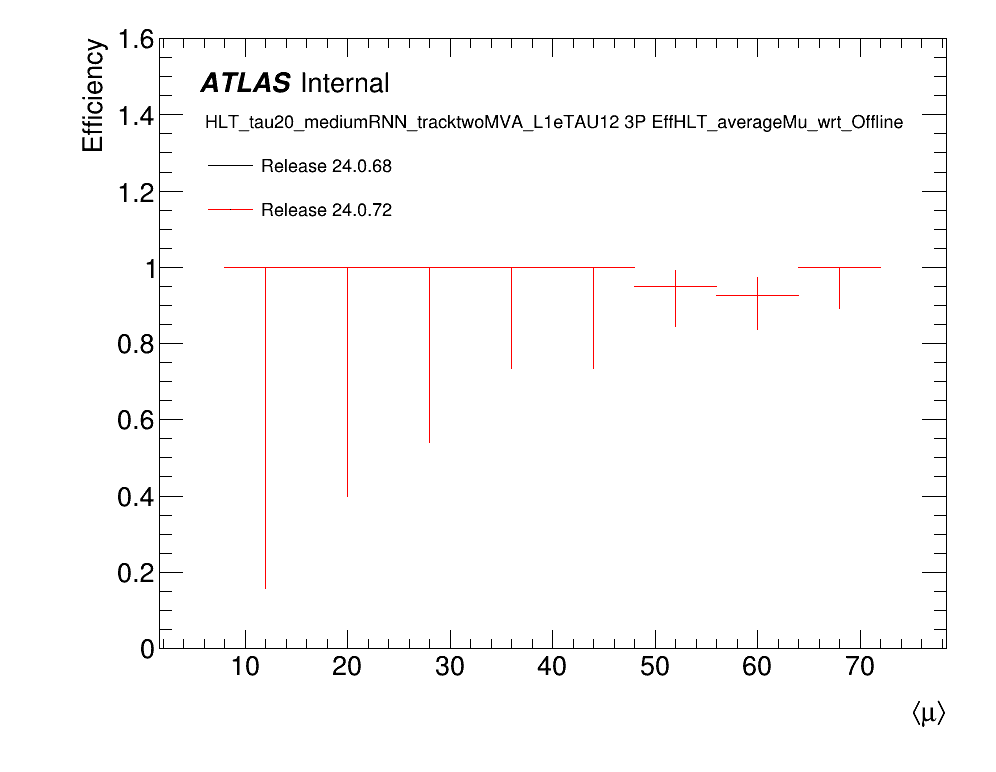 Efficiency
1.6
1.4
1.2
1
0.8
0.6
0.4
0.2
0
ATLAS Internal
HLT_tau20_mediumRNN_tracktwoMVA_L1eTAU12 3P EffHLT_averageMu_wrt_Offline
Release 24.0.68
Release 24.0.72
10 20 30 40 50 60 70
⟨μ⟩